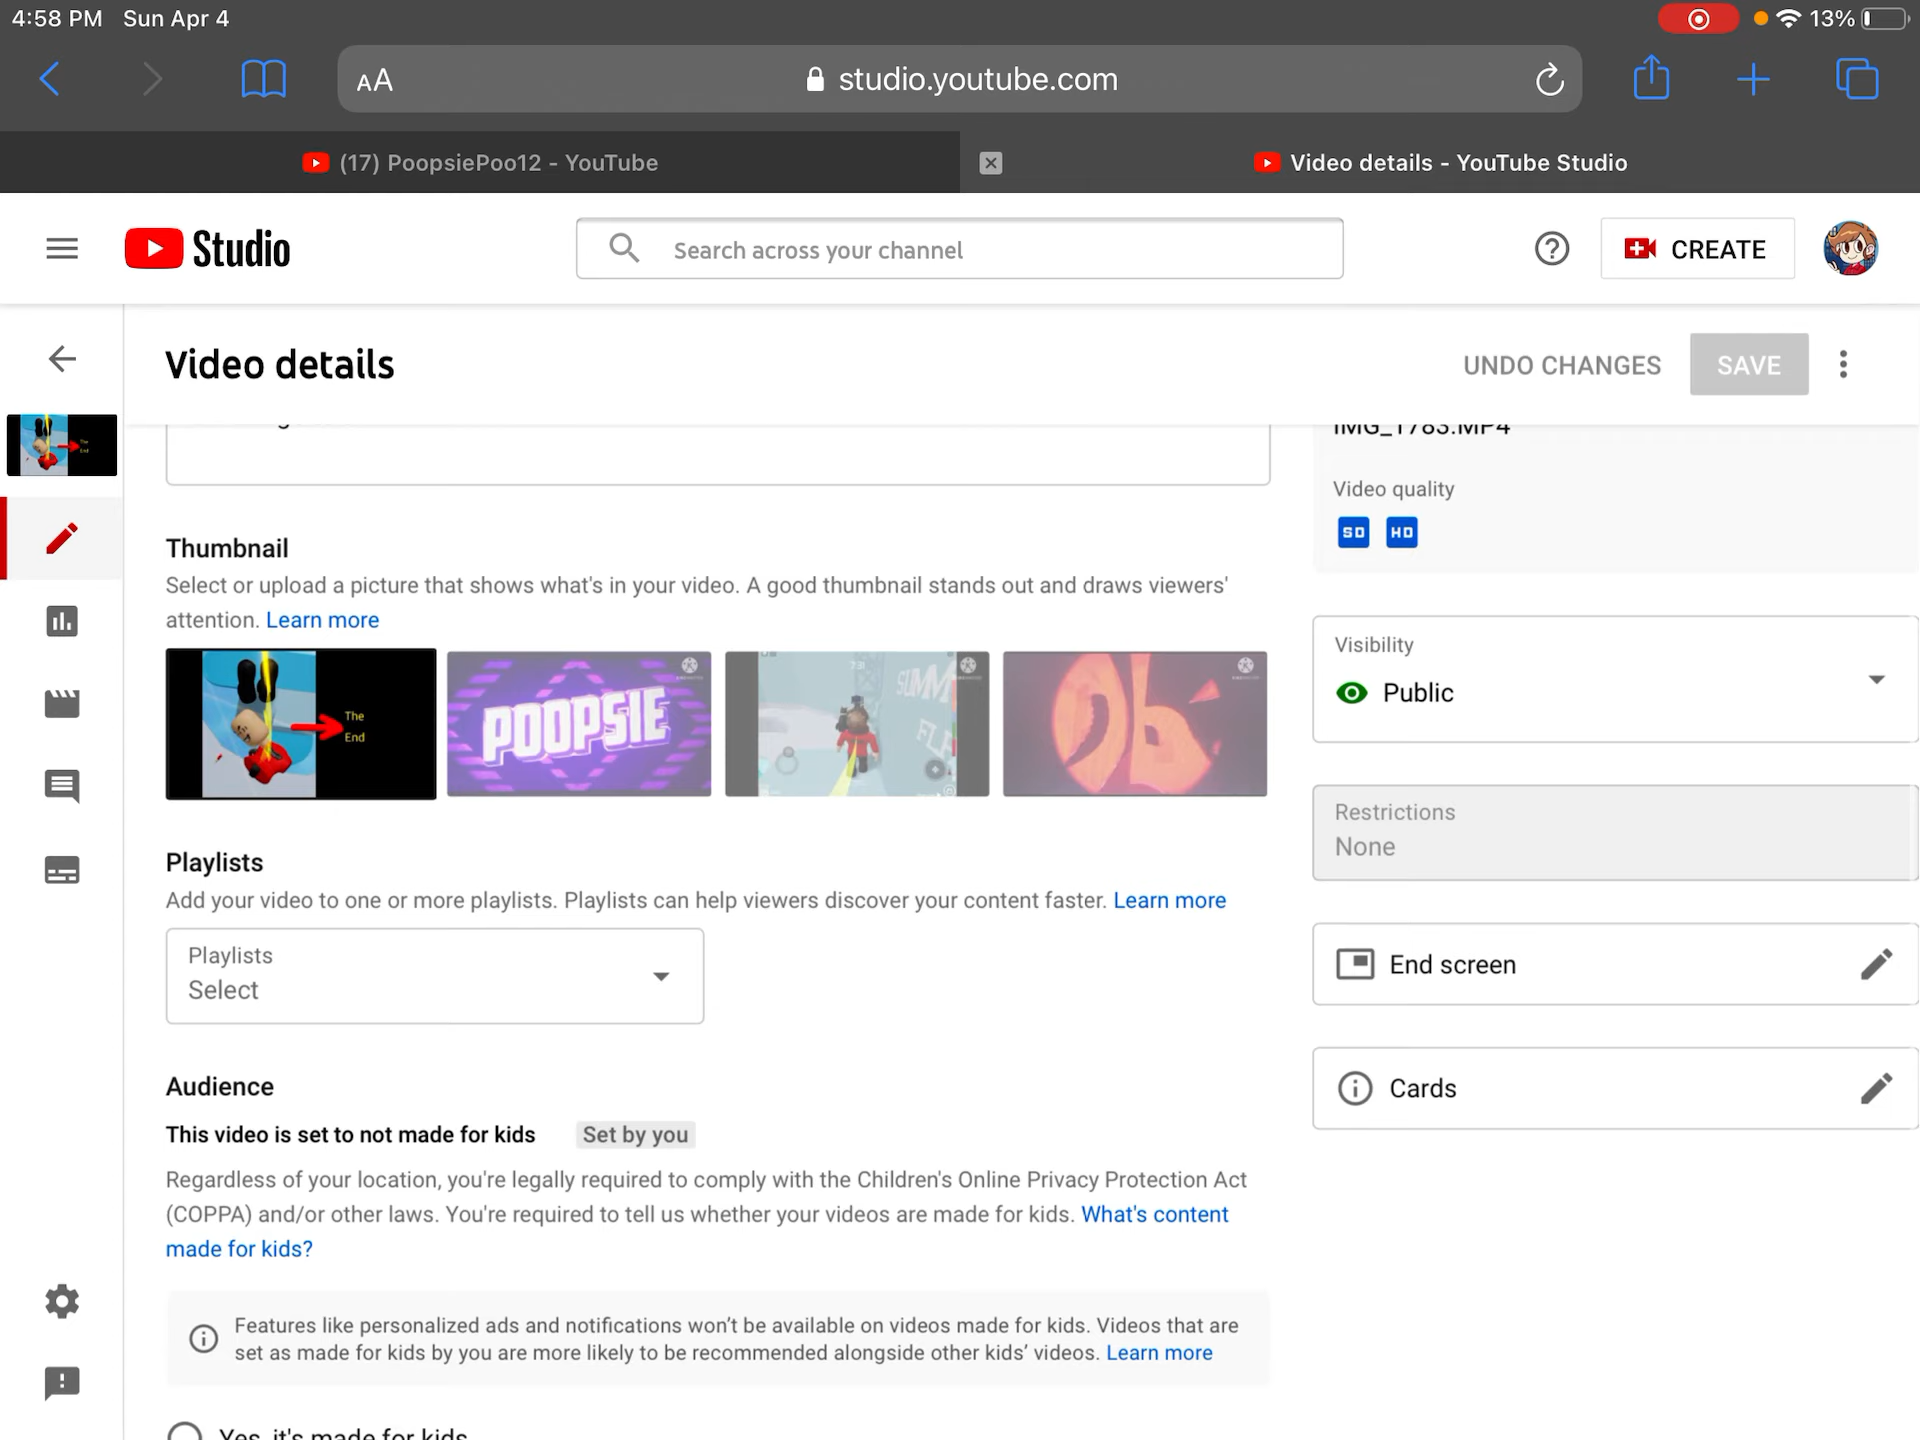 4:58 PM Sun Apr 4
13%
AA
studio.youtube.com
(17) PoopsiePoo12 - YouTube
Video details - YouTube Studio
Studio
Search across your channel
CREATE
Video details
UNDO CHANGES
SAVE
IMG_1783.MP4
Video quality
SD HD
Thumbnail
Select or upload a picture that shows what's in your video. A good thumbnail stands out and draws viewers'
attention. Learn more
The
End
POOPSIE
SUMM
Visibility
Public
Restrictions
None
Playlists
Add your video to one or more playlists. Playlists can help viewers discover your content faster. Learn more
Playlists
Select
End screen
Cards
Audience
This video is set to not made for kids Set by you
Regardless of your location, you're legally required to comply with the Children's Online Privacy Protection Act
(COPPA) and/or other laws. You're required to tell us whether your videos are made for kids. What's content
made for kids?
Features like personalized ads and notifications won’t be available on videos made for kids. Videos that are
set as made for kids by you are more likely to be recommended alongside other kids’ videos. Learn more
Yes, it's made for kids